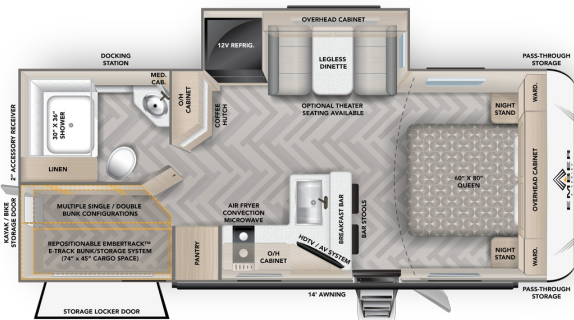 OVERHEAD CABINET
12V REFRIG.
LEGLESS
DINETTE
DOCKING
STATION
MED.
CAB.
PASS-THROUGH
STORAGE
O/H
CABINET
COFFEE
HUTCH
OPTIONAL THEATER
SEATING AVAILABLE
NIGHT
STAND
WARD.
2" ACCESSORY RECEIVER
30" X 36"
SHOWER
LINEN
60" X 80"
QUEEN
OVERHEAD CABINET
EMBER
KAYAK / BIKE
STORAGE DOOR
MULTIPLE SINGLE / DOUBLE
BUNK CONFIGURATIONS
AIR FRYER
CONVECTION
MICROWAVE
BREAKFAST BAR
BAR STOOLS
REPOSITIONABLE EMBERTRACK™
E-TRACK BUNK/STORAGE SYSTEM
(74" x 45" CARGO SPACE)
PANTRY
O/H
CABINET
HDTV / AV SYSTEM
NIGHT
STAND
WARD.
14' AWNING
PASS-THROUGH
STORAGE
STORAGE LOCKER DOOR